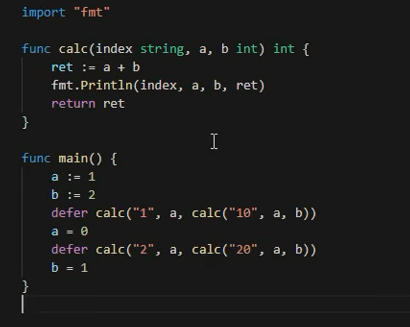 import "fmt"
func calc(index string, a, b int) int {
ret := a + b
fmt.Println(index, a, b, ret)
return ret
}
func main() {
a := 1
b := 2
defer calc("1", a, calc("10", a, b))
a = 0
defer calc("2", a, calc("20", a, b))
b = 1
}